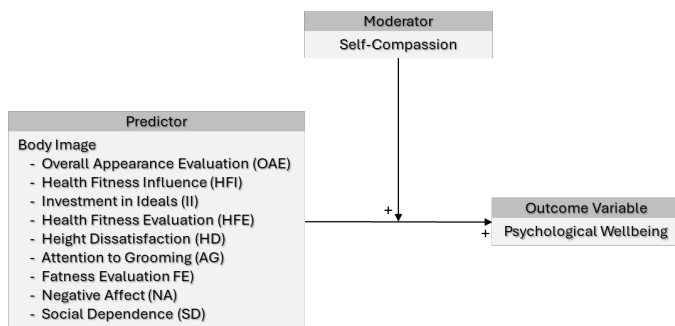 Moderator
Self-Compassion
Predictor
Body Image
- Overall Appearance Evaluation (OAE)
- Health Fitness Influence (HFI)
- Investment in Ideals (II)
- Health Fitness Evaluation (HFE)
- Height Dissatisfaction (HD)
- Attention to Grooming (AG)
- Fatness Evaluation FE)
- Negative Affect (NA)
- Social Dependence (SD)
+
+
Outcome Variable
Psychological Wellbeing